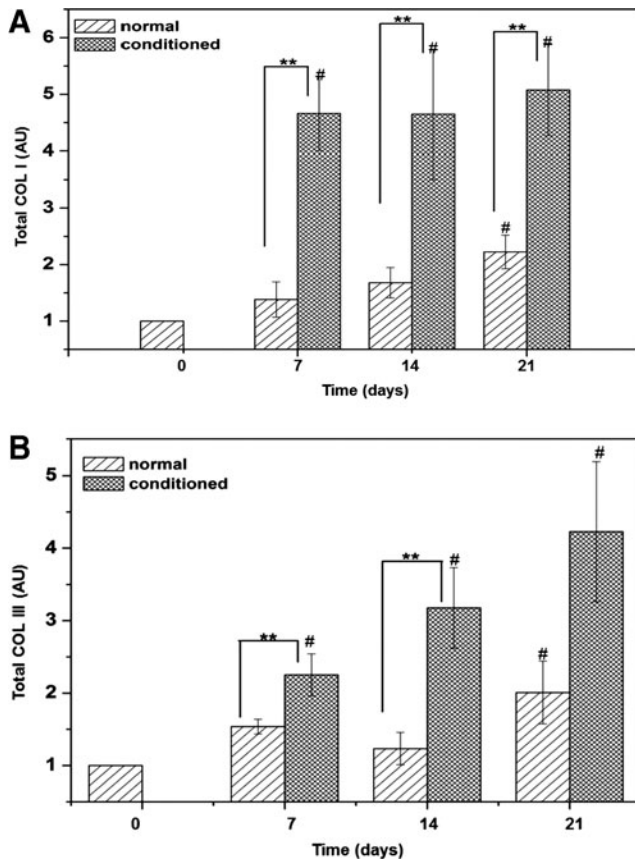 A
normal
conditioned
Total COL I (AU)
6
5
4
3
2
1
** # ** # ** #
#
0 7 14 21
Time (days)
B
normal
conditioned
Total COL III (AU)
5
4
3
2
1
** # ** # # #
0 7 14 21
Time (days)